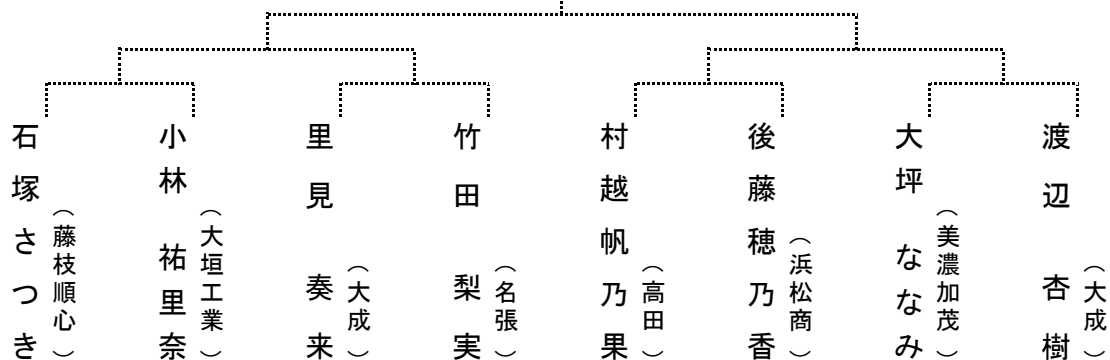 石塚さつき
（藤枝順心）
小林 祐里奈
（大垣工業）
里見 奏来
（大成）
竹田 梨実
（名張）
村越帆乃果
（高田）
後藤穂乃香
（浜松商）
大坪 ななみ
（美濃加茂）
渡辺 杏樹
（大成）